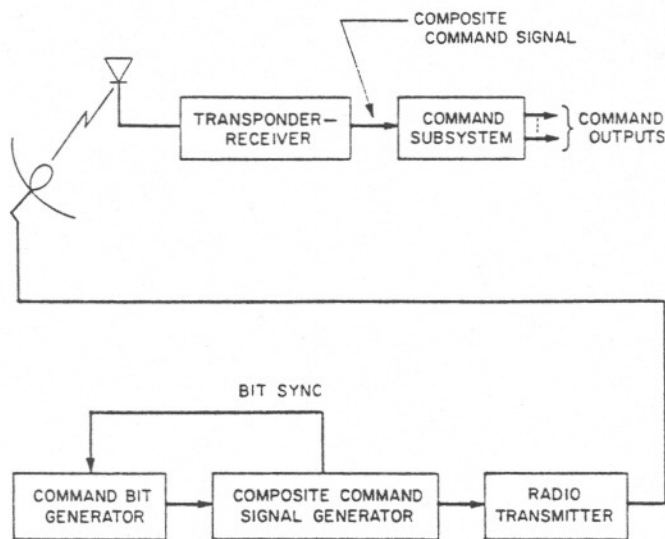 COMPOSITE
COMMAND SIGNAL
TRANSPONDER—
RECEIVER
COMMAND
SUBSYSTEM
COMMAND
OUTPUTS
BIT SYNC
COMMAND BIT
GENERATOR
COMPOSITE COMMAND
SIGNAL GENERATOR
RADIO
TRANSMITTER